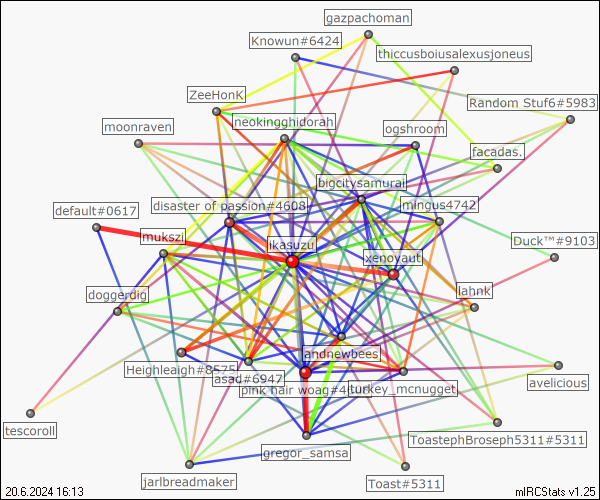 gazpachoman
Knowun#6424
thiccusboiusalexusjoneus
ZeeHonK
Random Stuf6#5983
neokingghidorah
moonraven
ogshroom
facadas.
bigcitysamurai
disaster of passion#4608
mingus4742
default#0617
mukszi
ikasuzu
Duck™#9103
xenoyaut
doggerdig
lahnk
andnewbees
Heighleaigh#8575
asad#6947
pink hair woag#4
turkey_mcnugget
avelicious
tescoroll
ToastephBroseph5311#5311
gregor_samsa
jarlbreadmaker
Toast#5311
20.6.2024 16:13
mIRCStats v1.25